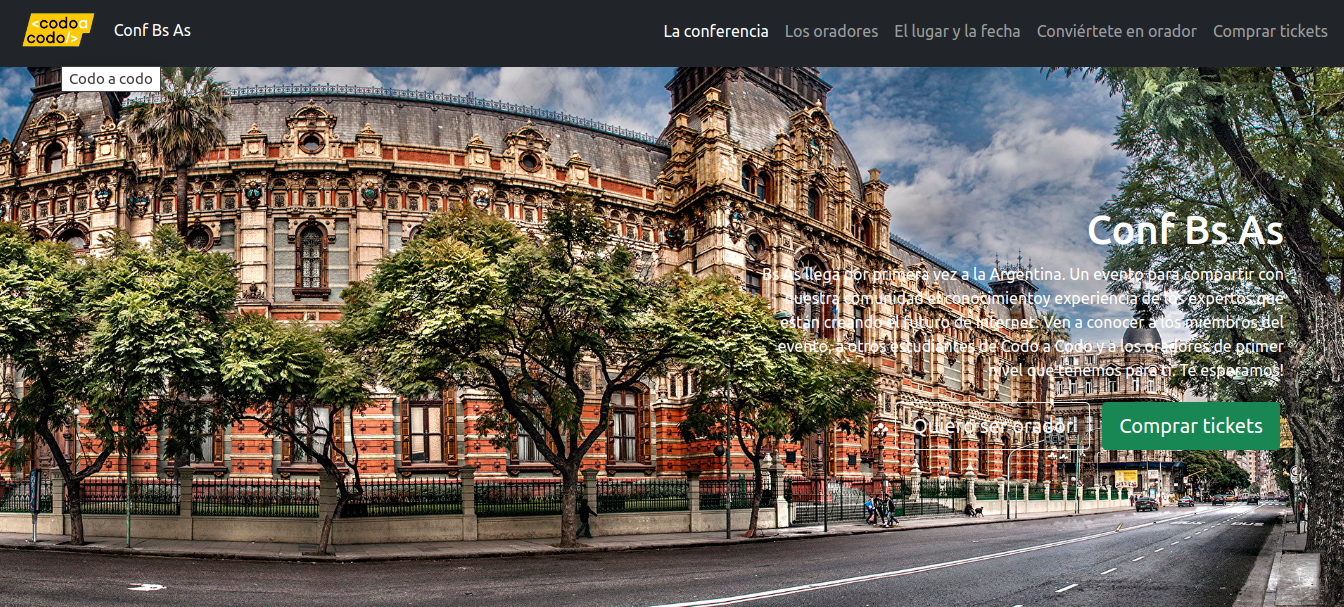 <codo a
codo/>
Conf Bs As
La conferencia
Los oradores
El lugar y la fecha
Conviértete en orador
Comprar tickets
Codo a codo
Conf Bs As
Bs As llega por primera vez a la Argentina. Un evento para compartir con
nuestra comunidad el conocimientoy experiencia de los expertos que
están creando el futuro de Internet. Ven a conocer a los miembros del
evento, a otros estudiantes de Codo a Codo y a los oradores de primer
nivel que tenemos para ti. Te esperamos!
Quiero ser orador!
Comprar tickets